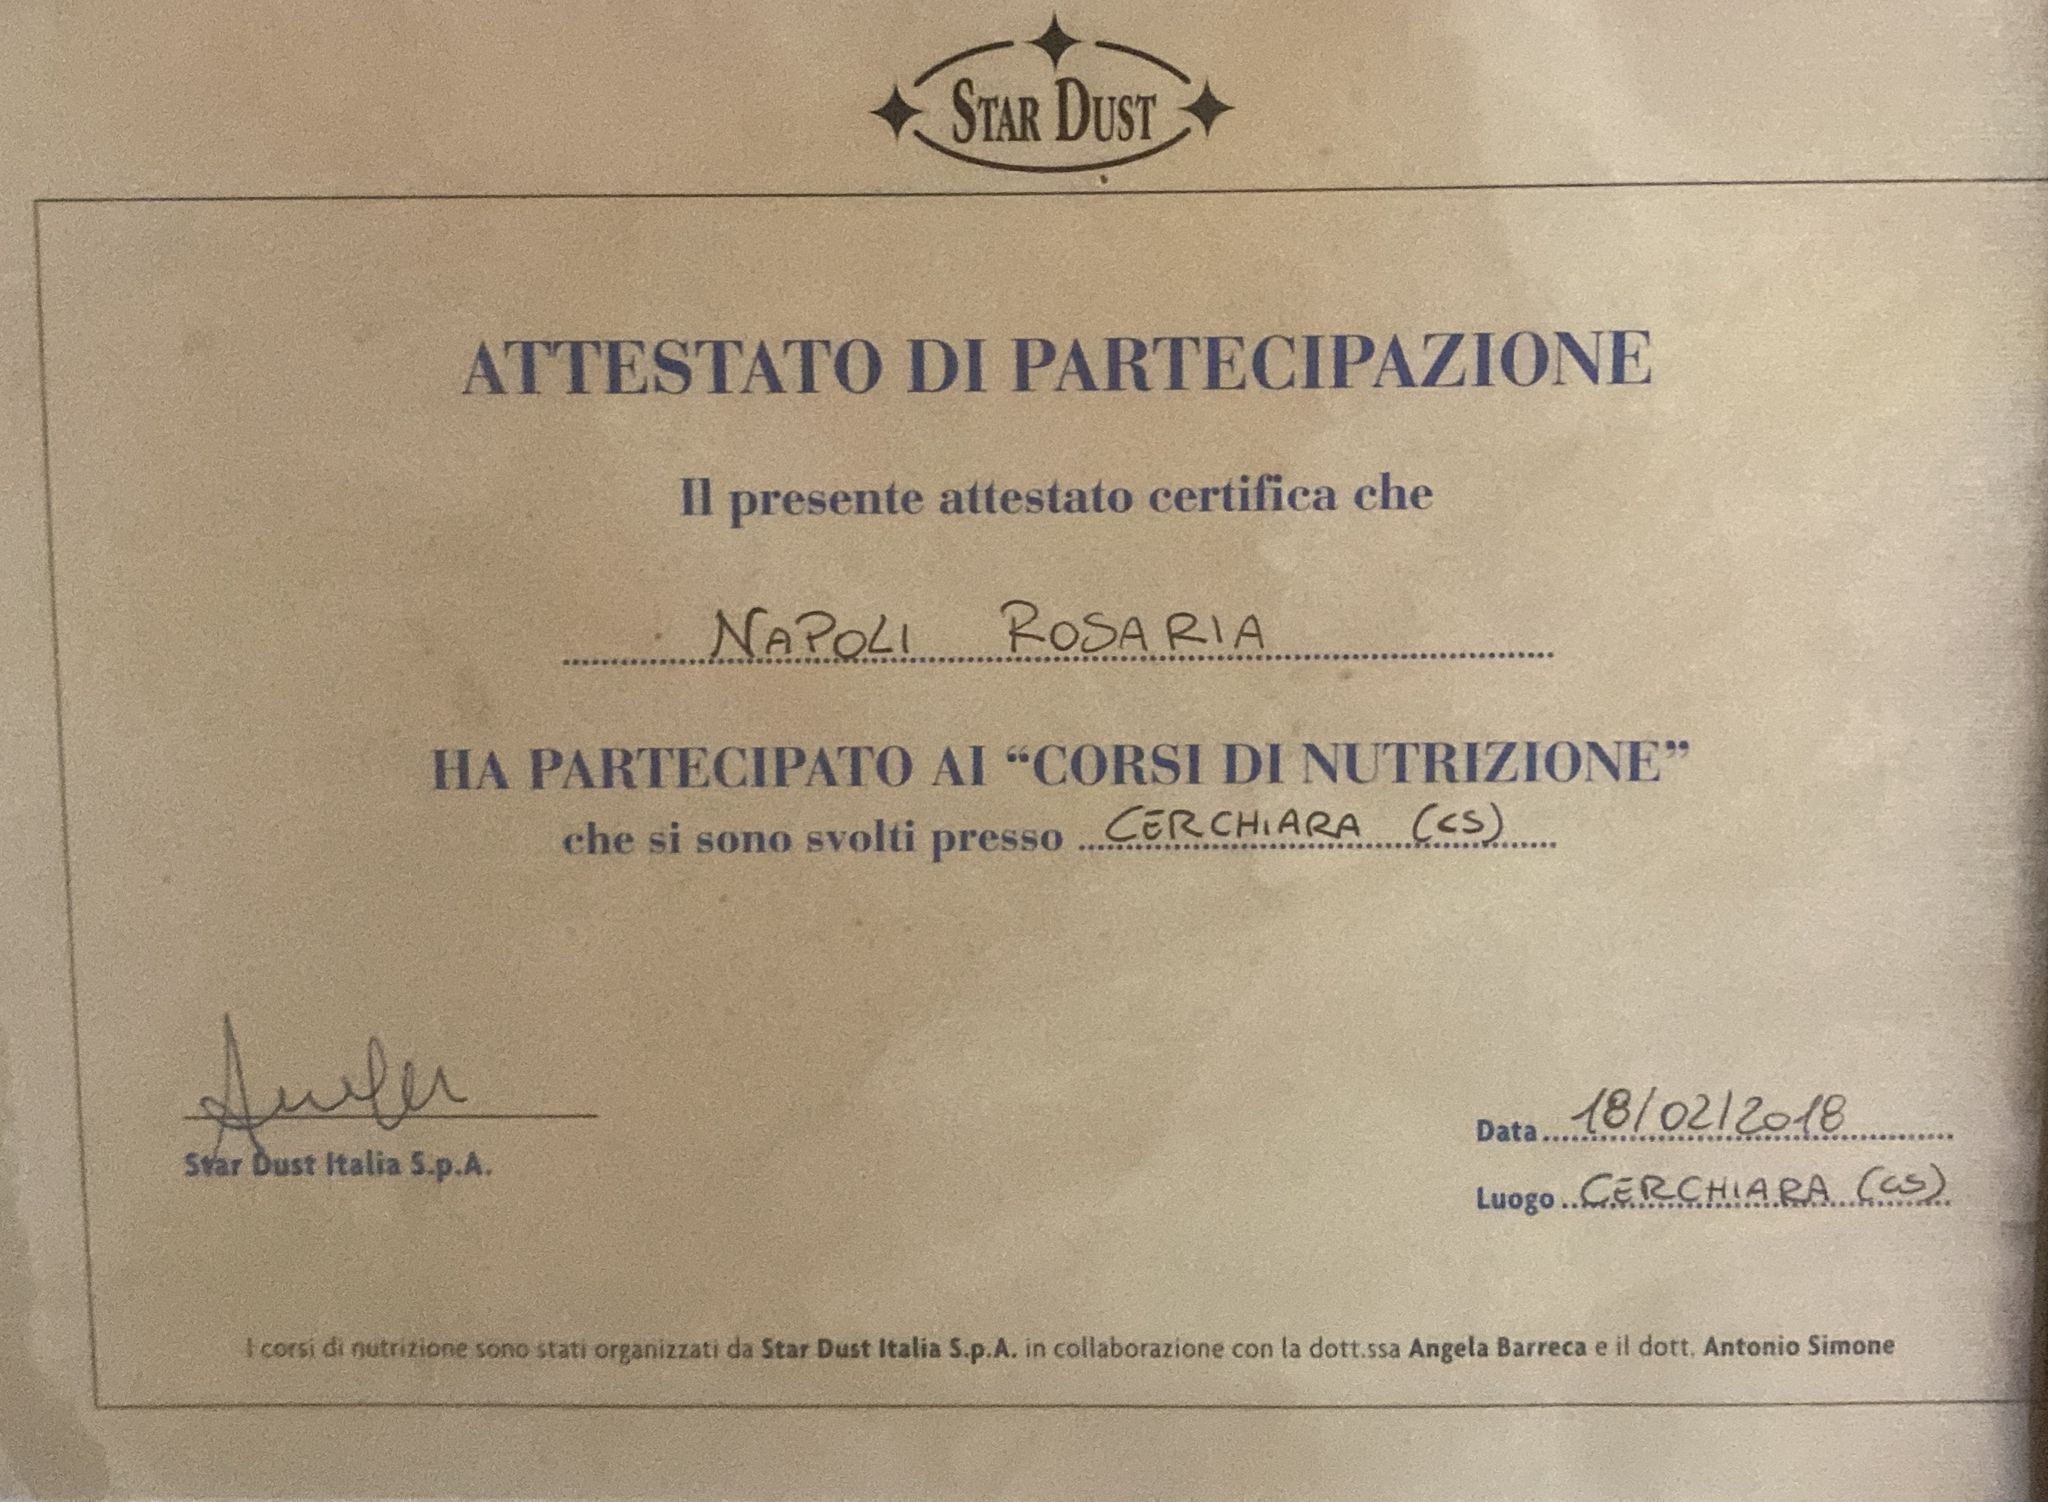 STAR DUST
ATTESTATO DI PARTECIPAZIONE
Il presente attestato certifica che
NAPOLI ROSARIA
HA PARTECIPATO AI “CORSI DI NUTRIZIONE”
che si sono svolti presso CERCHIARA (CS)
Star Dust Italia S.p.A.
Data 18/02/2018
Luogo CERCHIARA (CS)
I corsi di nutrizione sono stati organizzati da Star Dust Italia S.p.A. in collaborazione con la dott.ssa Angela Barreca e il dott. Antonio Simone